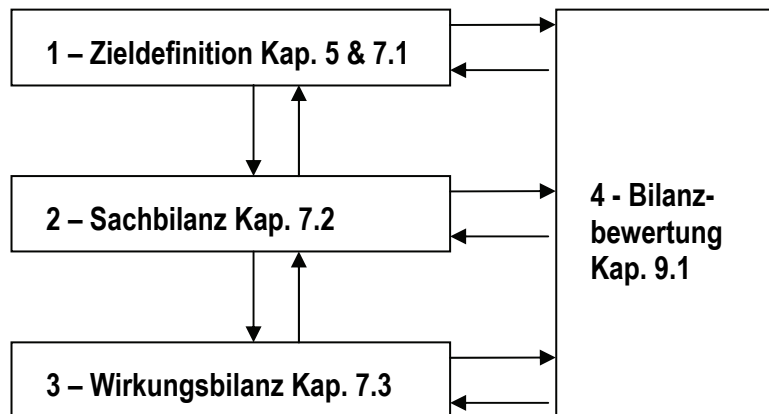 1 – Zieldefinition Kap. 5 & 7.1
2 – Sachbilanz Kap. 7.2
3 – Wirkungsbilanz Kap. 7.3
4 - Bilanz-
bewertung
Kap. 9.1